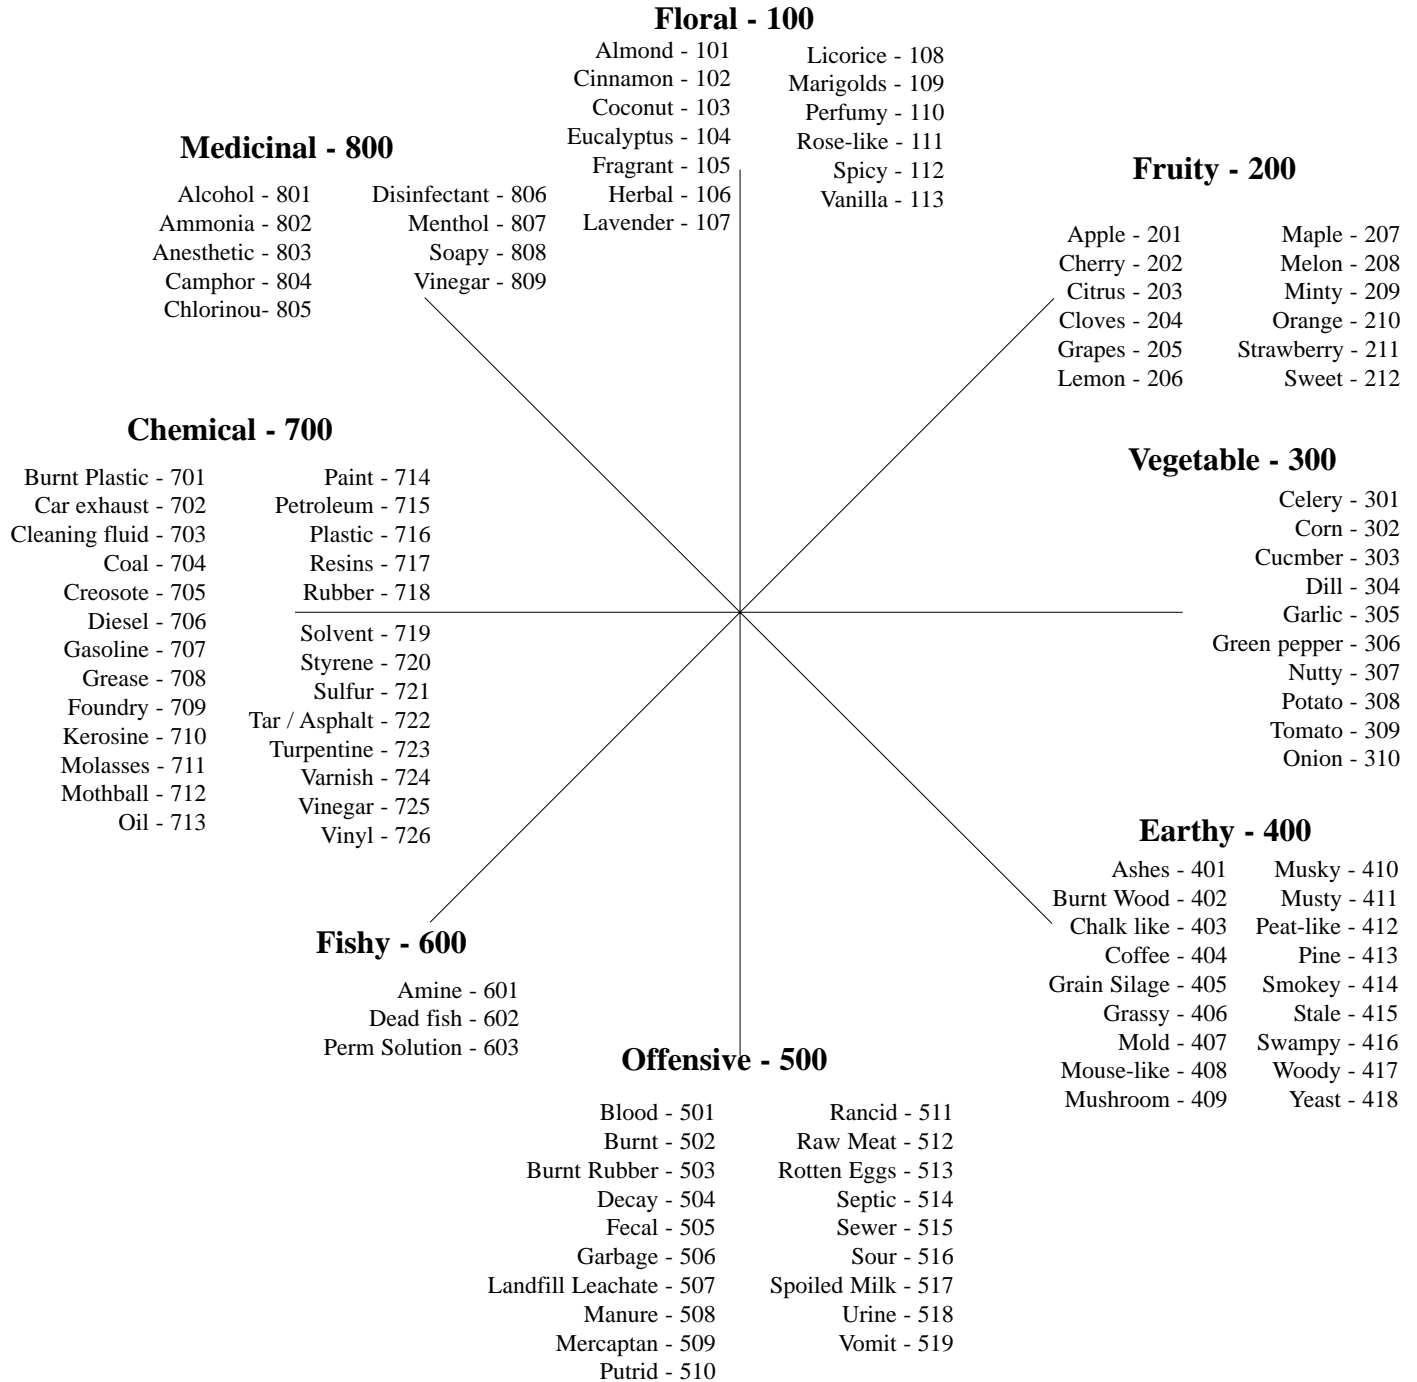 Floral - 100
Almond - 101
Cinnamon - 102
Coconut - 103
Eucalyptus - 104
Fragrant - 105
Herbal - 106
Lavender - 107
Licorice - 108
Marigolds - 109
Perfumy - 110
Rose-like - 111
Spicy - 112
Vanilla - 113
Fruity - 200
Apple - 201
Cherry - 202
Citrus - 203
Cloves - 204
Grapes - 205
Lemon - 206
Maple - 207
Melon - 208
Minty - 209
Orange - 210
Strawberry - 211
Sweet - 212
Vegetable - 300
Celery - 301
Corn - 302
Cucmber - 303
Dill - 304
Garlic - 305
Green pepper - 306
Nutty - 307
Potato - 308
Tomato - 309
Onion - 310
Earthy - 400
Ashes - 401
Burnt Wood - 402
Chalk like - 403
Coffee - 404
Grain Silage - 405
Grassy - 406
Mold - 407
Mouse-like - 408
Mushroom - 409
Musky - 410
Musty - 411
Peat-like - 412
Pine - 413
Smokey - 414
Stale - 415
Swampy - 416
Woody - 417
Yeast - 418
Offensive - 500
Blood - 501
Burnt - 502
Burnt Rubber - 503
Decay - 504
Fecal - 505
Garbage - 506
Landfill Leachate - 507
Manure - 508
Mercaptan - 509
Putrid - 510
Rancid - 511
Raw Meat - 512
Rotten Eggs - 513
Septic - 514
Sewer - 515
Sour - 516
Spoiled Milk - 517
Urine - 518
Vomit - 519
Fishy - 600
Amine - 601
Dead fish - 602
Perm Solution - 603
Chemical - 700
Burnt Plastic - 701
Car exhaust - 702
Cleaning fluid - 703
Coal - 704
Creosote - 705
Diesel - 706
Gasoline - 707
Grease - 708
Foundry - 709
Kerosine - 710
Molasses - 711
Mothball - 712
Oil - 713
Paint - 714
Petroleum - 715
Plastic - 716
Resins - 717
Rubber - 718
Solvent - 719
Styrene - 720
Sulfur - 721
Tar / Asphalt - 722
Turpentine - 723
Varnish - 724
Vinegar - 725
Vinyl - 726
Medicinal - 800
Alcohol - 801
Ammonia - 802
Anesthetic - 803
Camphor - 804
Chlorinou- 805
Disinfectant - 806
Menthol - 807
Soapy - 808
Vinegar - 809